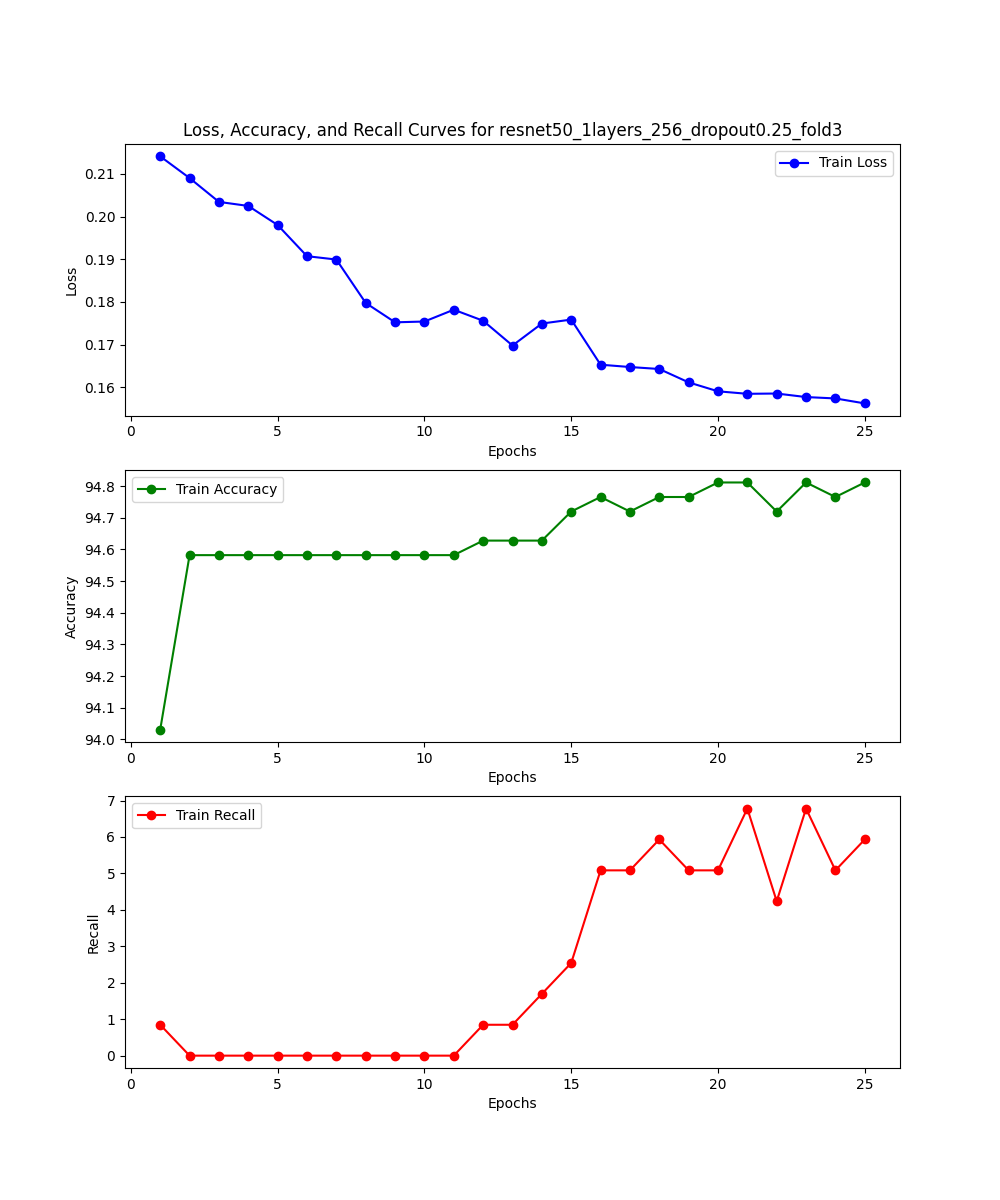 Loss, Accuracy, and Recall Curves for resnet50_1layers_256_dropout0.25_fold3
Train Loss
0.21
0.20
0.19
0.18
0.17
0.16
Loss
0 5 10 15 20 25
Epochs
Train Accuracy
94.8
94.7
94.6
94.5
94.4
94.3
94.2
94.1
94.0
Accuracy
0 5 10 15 20 25
Epochs
Train Recall
7
6
5
4
3
2
1
0
Recall
0 5 10 15 20 25
Epochs